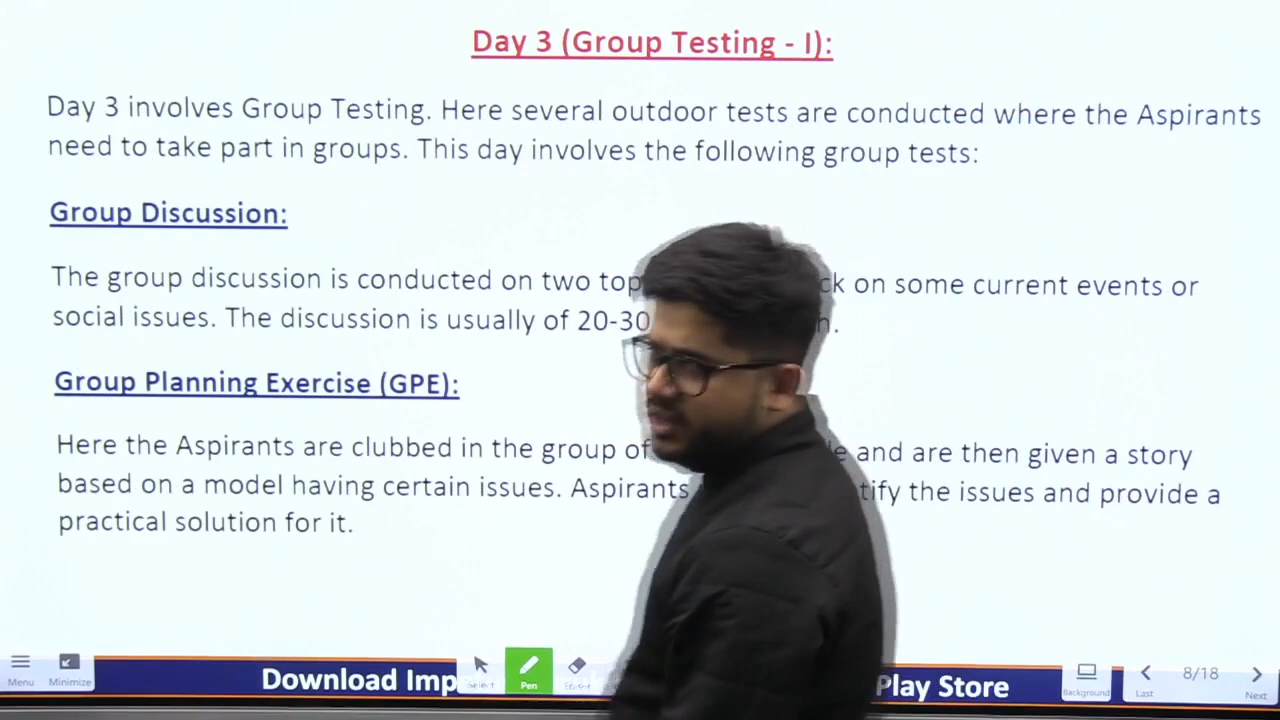 Day 3 (Group Testing - I):
Day 3 involves Group Testing. Here several outdoor tests are conducted where the Aspirants
need to take part in groups. This day involves the following group tests:
Group Discussion:
The group discussion is conducted on two on some current events or
social issues. The discussion is usually of 20-30
Group Planning Exercise (GPE):
Here the Aspirants are clubbed in the group of and are then given a story
based on a model having certain issues. Aspirants the issues and provide a
practical solution for it.
Menu
Minimize
Download
Select
Pen
Play Store
Background
Last
8/18
Next